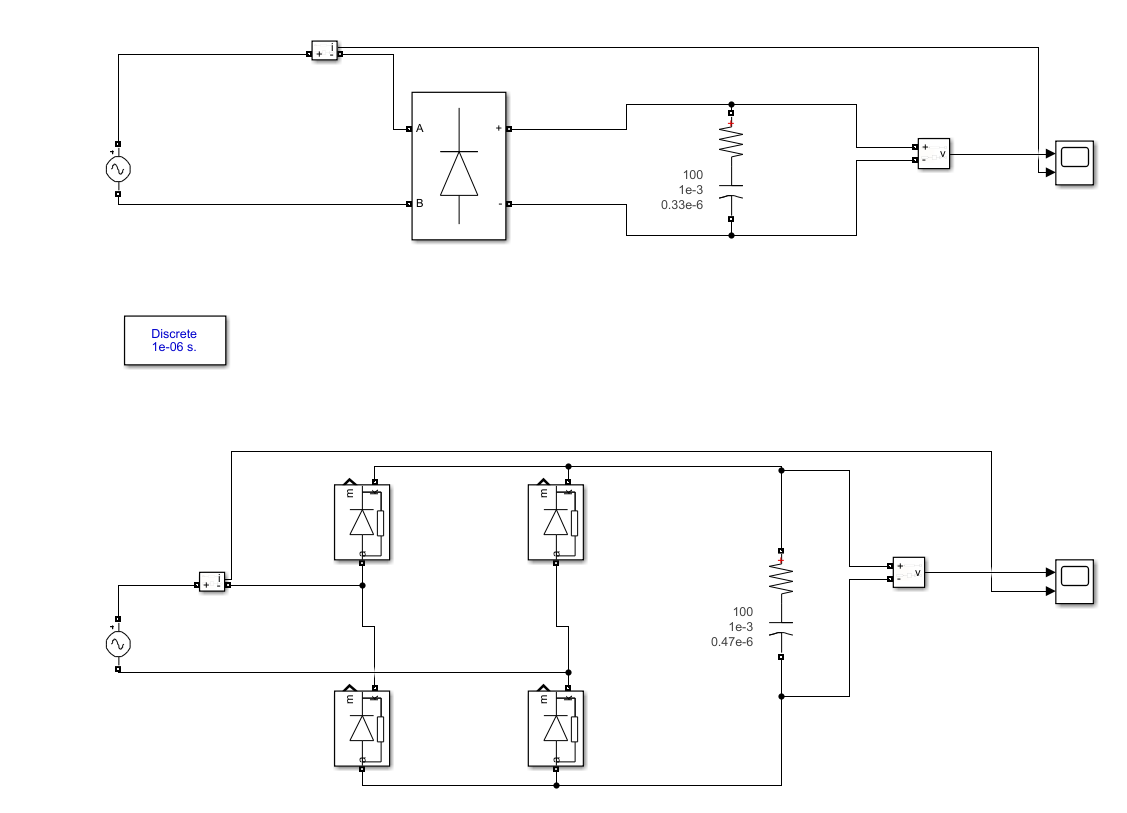 + i -
A +
B -
+
+
+ v
-
100
1e-3
0.33e-6
Discrete
1e-06 s.
m k
a
m k
a
+ i -
+
+
+ v
-
100
1e-3
0.47e-6
m k
a
m k
a